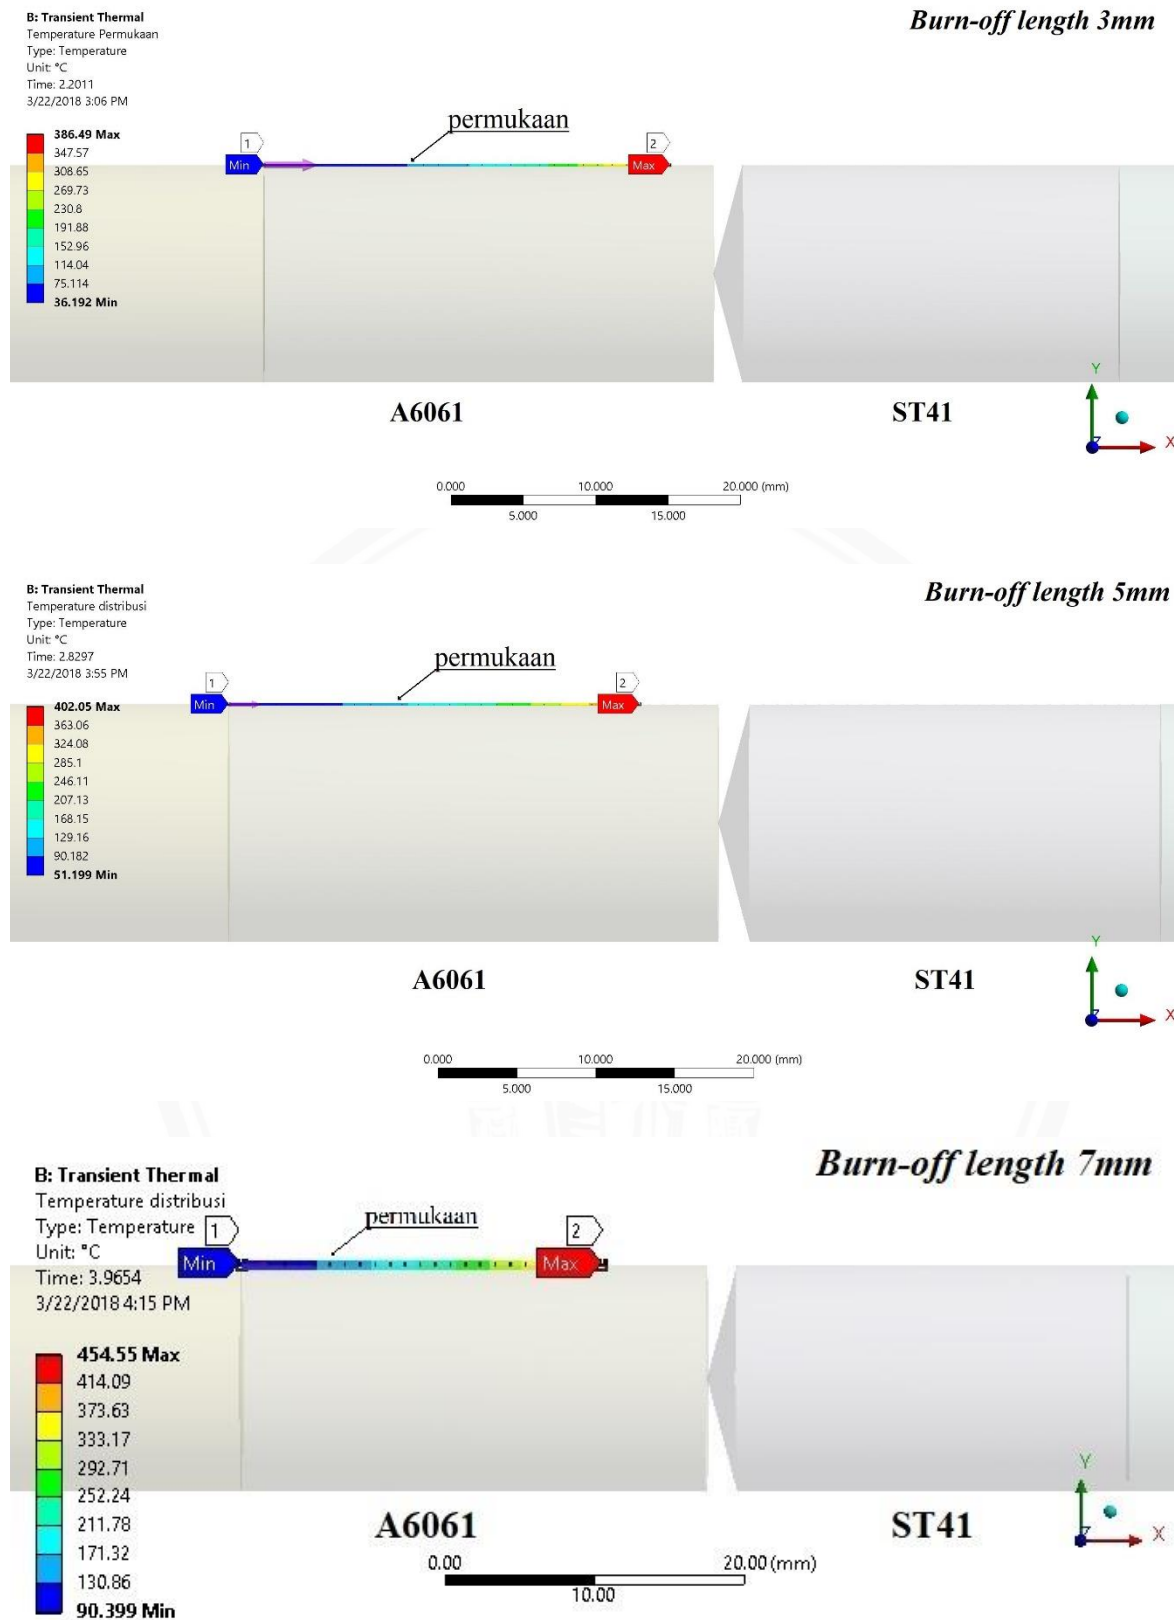 B: Transient Thermal
Temperature Permukaan
Type: Temperature
Unit: °C
Time: 2.2011
3/22/2018 3:06 PM
Burn-off length 3mm
386.49 Max
347.57
308.65
269.73
230.8
191.88
152.96
114.04
75.114
36.192 Min
permukaan
1
2
Min
Max
A6061
ST41
Y
Z
X
0.000
10.000
20.000 (mm)
5.000
15.000
B: Transient Thermal
Temperature distribusi
Type: Temperature
Unit: °C
Time: 2.8297
3/22/2018 3:55 PM
Burn-off length 5mm
402.05 Max
363.06
324.08
285.1
246.11
207.13
168.15
129.16
90.182
51.199 Min
permukaan
1
2
Min
Max
A6061
ST41
Y
Z
X
0.000
10.000
20.000 (mm)
5.000
15.000
Burn-off length 7mm
B: Transient Thermal
Temperature distribusi
Type: Temperature
Unit: °C
Time: 3.9654
3/22/2018 4:15 PM
1
permukaan
2
Min
Max
454.55 Max
414.09
373.63
333.17
292.71
252.24
211.78
171.32
130.86
90.399 Min
A6061
ST41
Y
X
0.00
20.00 (mm)
10.00